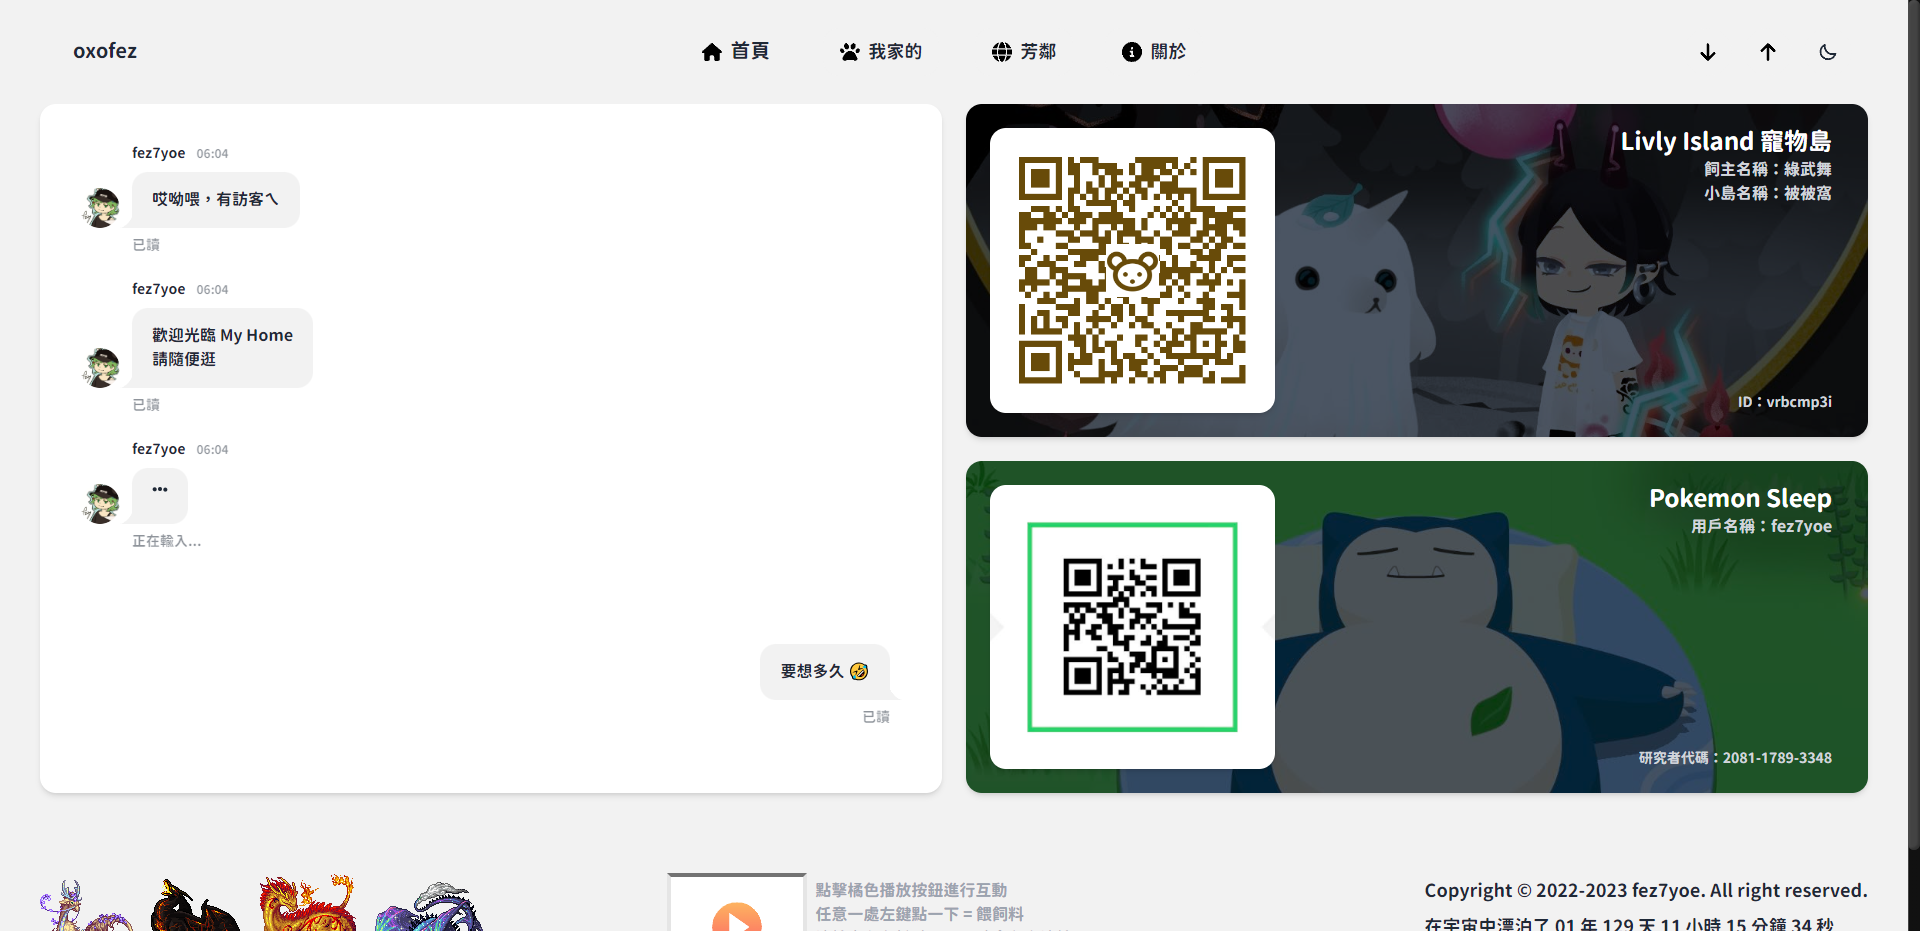 oxofez
首頁
我家的
芳鄰
關於
fez7yoe 06:04
哎呦喂，有訪客ㄟ
已讀
fez7yoe 06:04
歡迎光臨 My Home
請隨便逛
已讀
fez7yoe 06:04
•••
正在輸入...
要想多久 🤣
已讀
Livly Island 寵物島
飼主名稱：綠武舞
小島名稱：被被窩
ID：vrbcmp3i
Pokemon Sleep
用戶名稱：fez7yoe
研究者代碼：2081-1789-3348
點擊橘色播放按鈕進行互動
任意一處左鍵點一下 = 餵飼料
Copyright © 2022-2023 fez7yoe. All right reserved.
在宇宙中漂泊了 01 年 129 天 11 小時 15 分鐘 34 秒